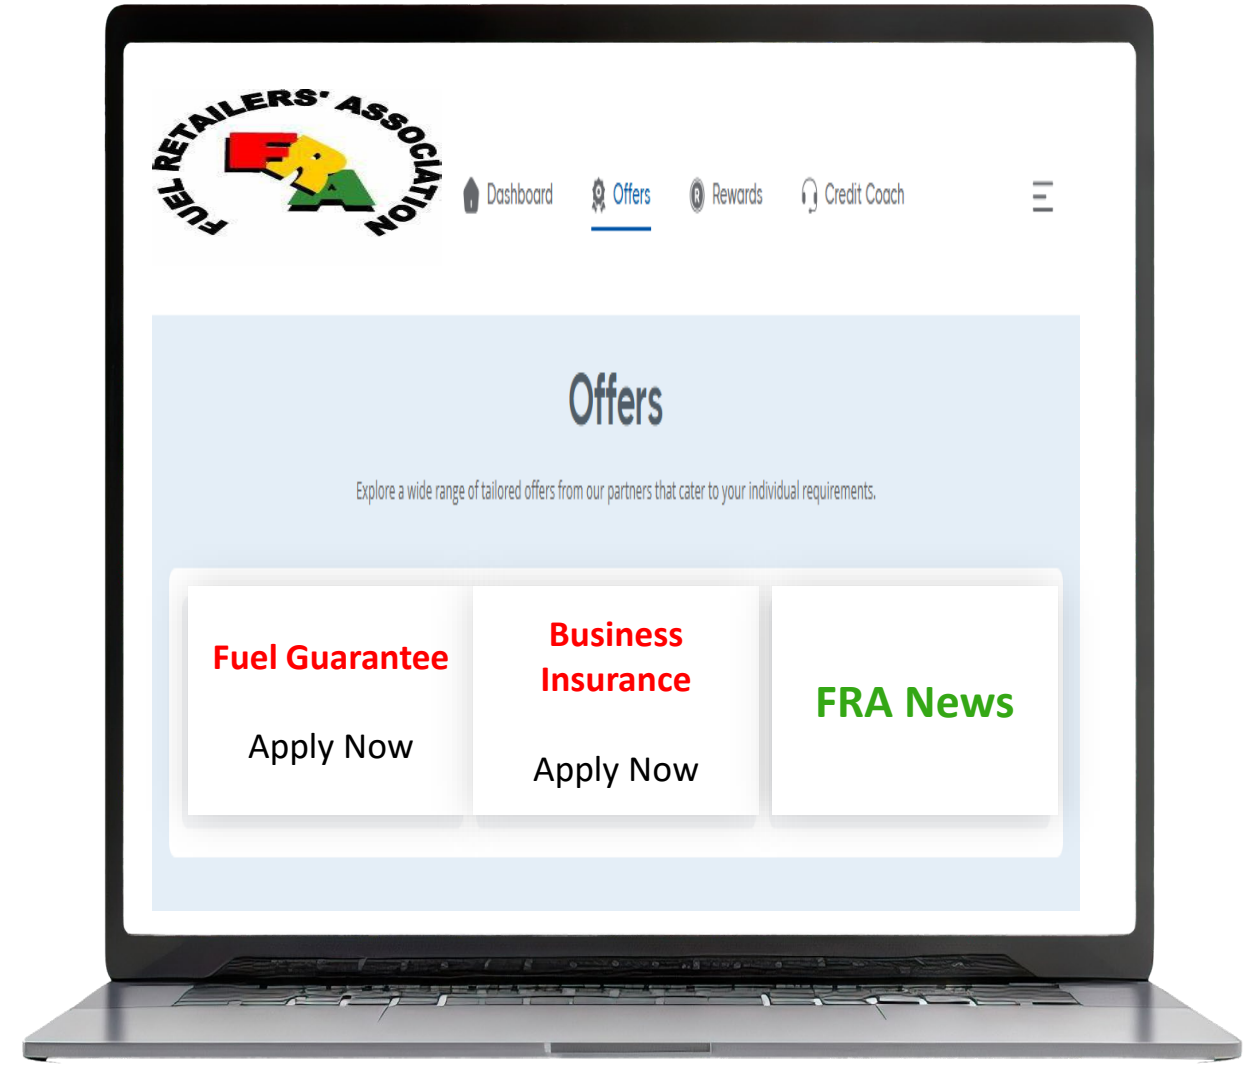 FUEL RETAILERS' ASSOCIATION
FRA
Dashboard
Offers
Rewards
Credit Coach
Offers
Explore a wide range of tailored offers from our partners that cater to your individual requirements.
Fuel Guarantee
Apply Now
Business
Insurance
Apply Now
FRA News